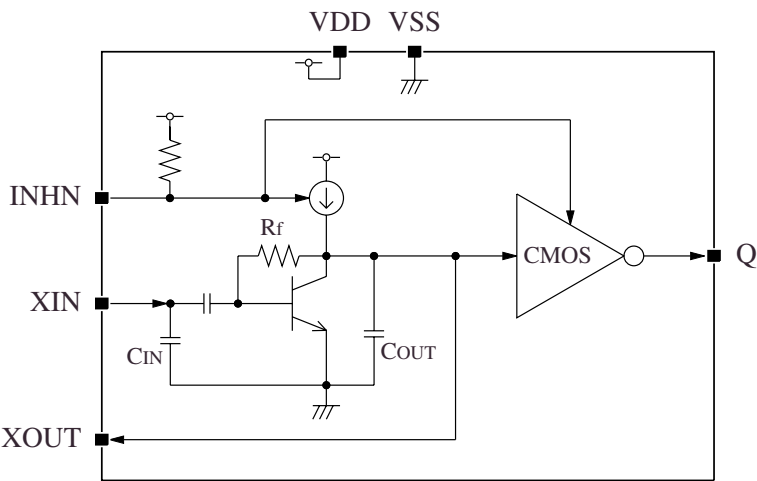 VDD VSS
INHN
Rf
CMOS
Q
XIN
CIN
COUT
XOUT